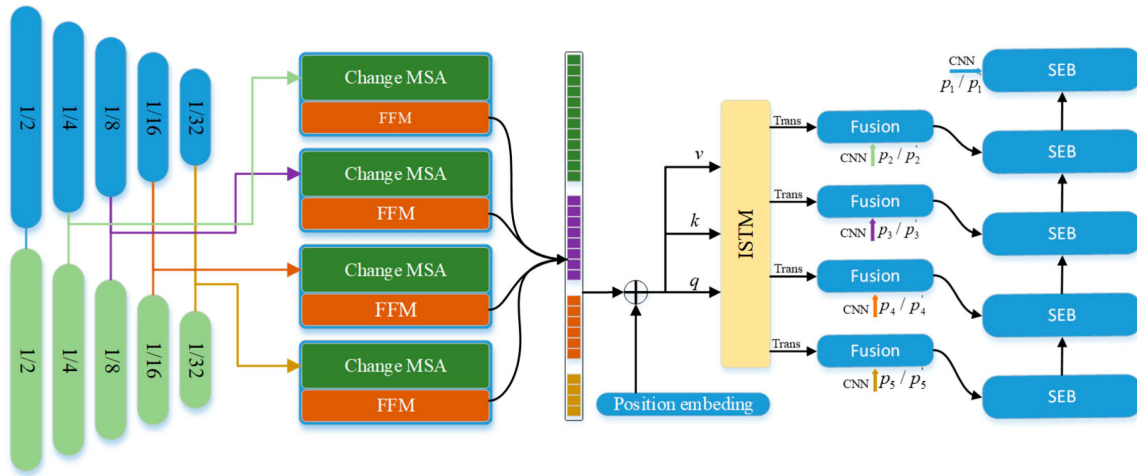 1/2
1/4
1/8
1/16
1/32
1/2
1/4
1/8
1/16
1/32
Change MSA
FFM
Change MSA
FFM
Change MSA
FFM
Change MSA
FFM
v
k
q
Position embeding
ISTM
Trans
Fusion
CNN p₂ / p₂'
Trans
Fusion
CNN p₃ / p₃'
Trans
Fusion
CNN p₄ / p₄'
Trans
Fusion
CNN p₅ / p₅'
CNN
p₁ / p₁'
SEB
SEB
SEB
SEB
SEB